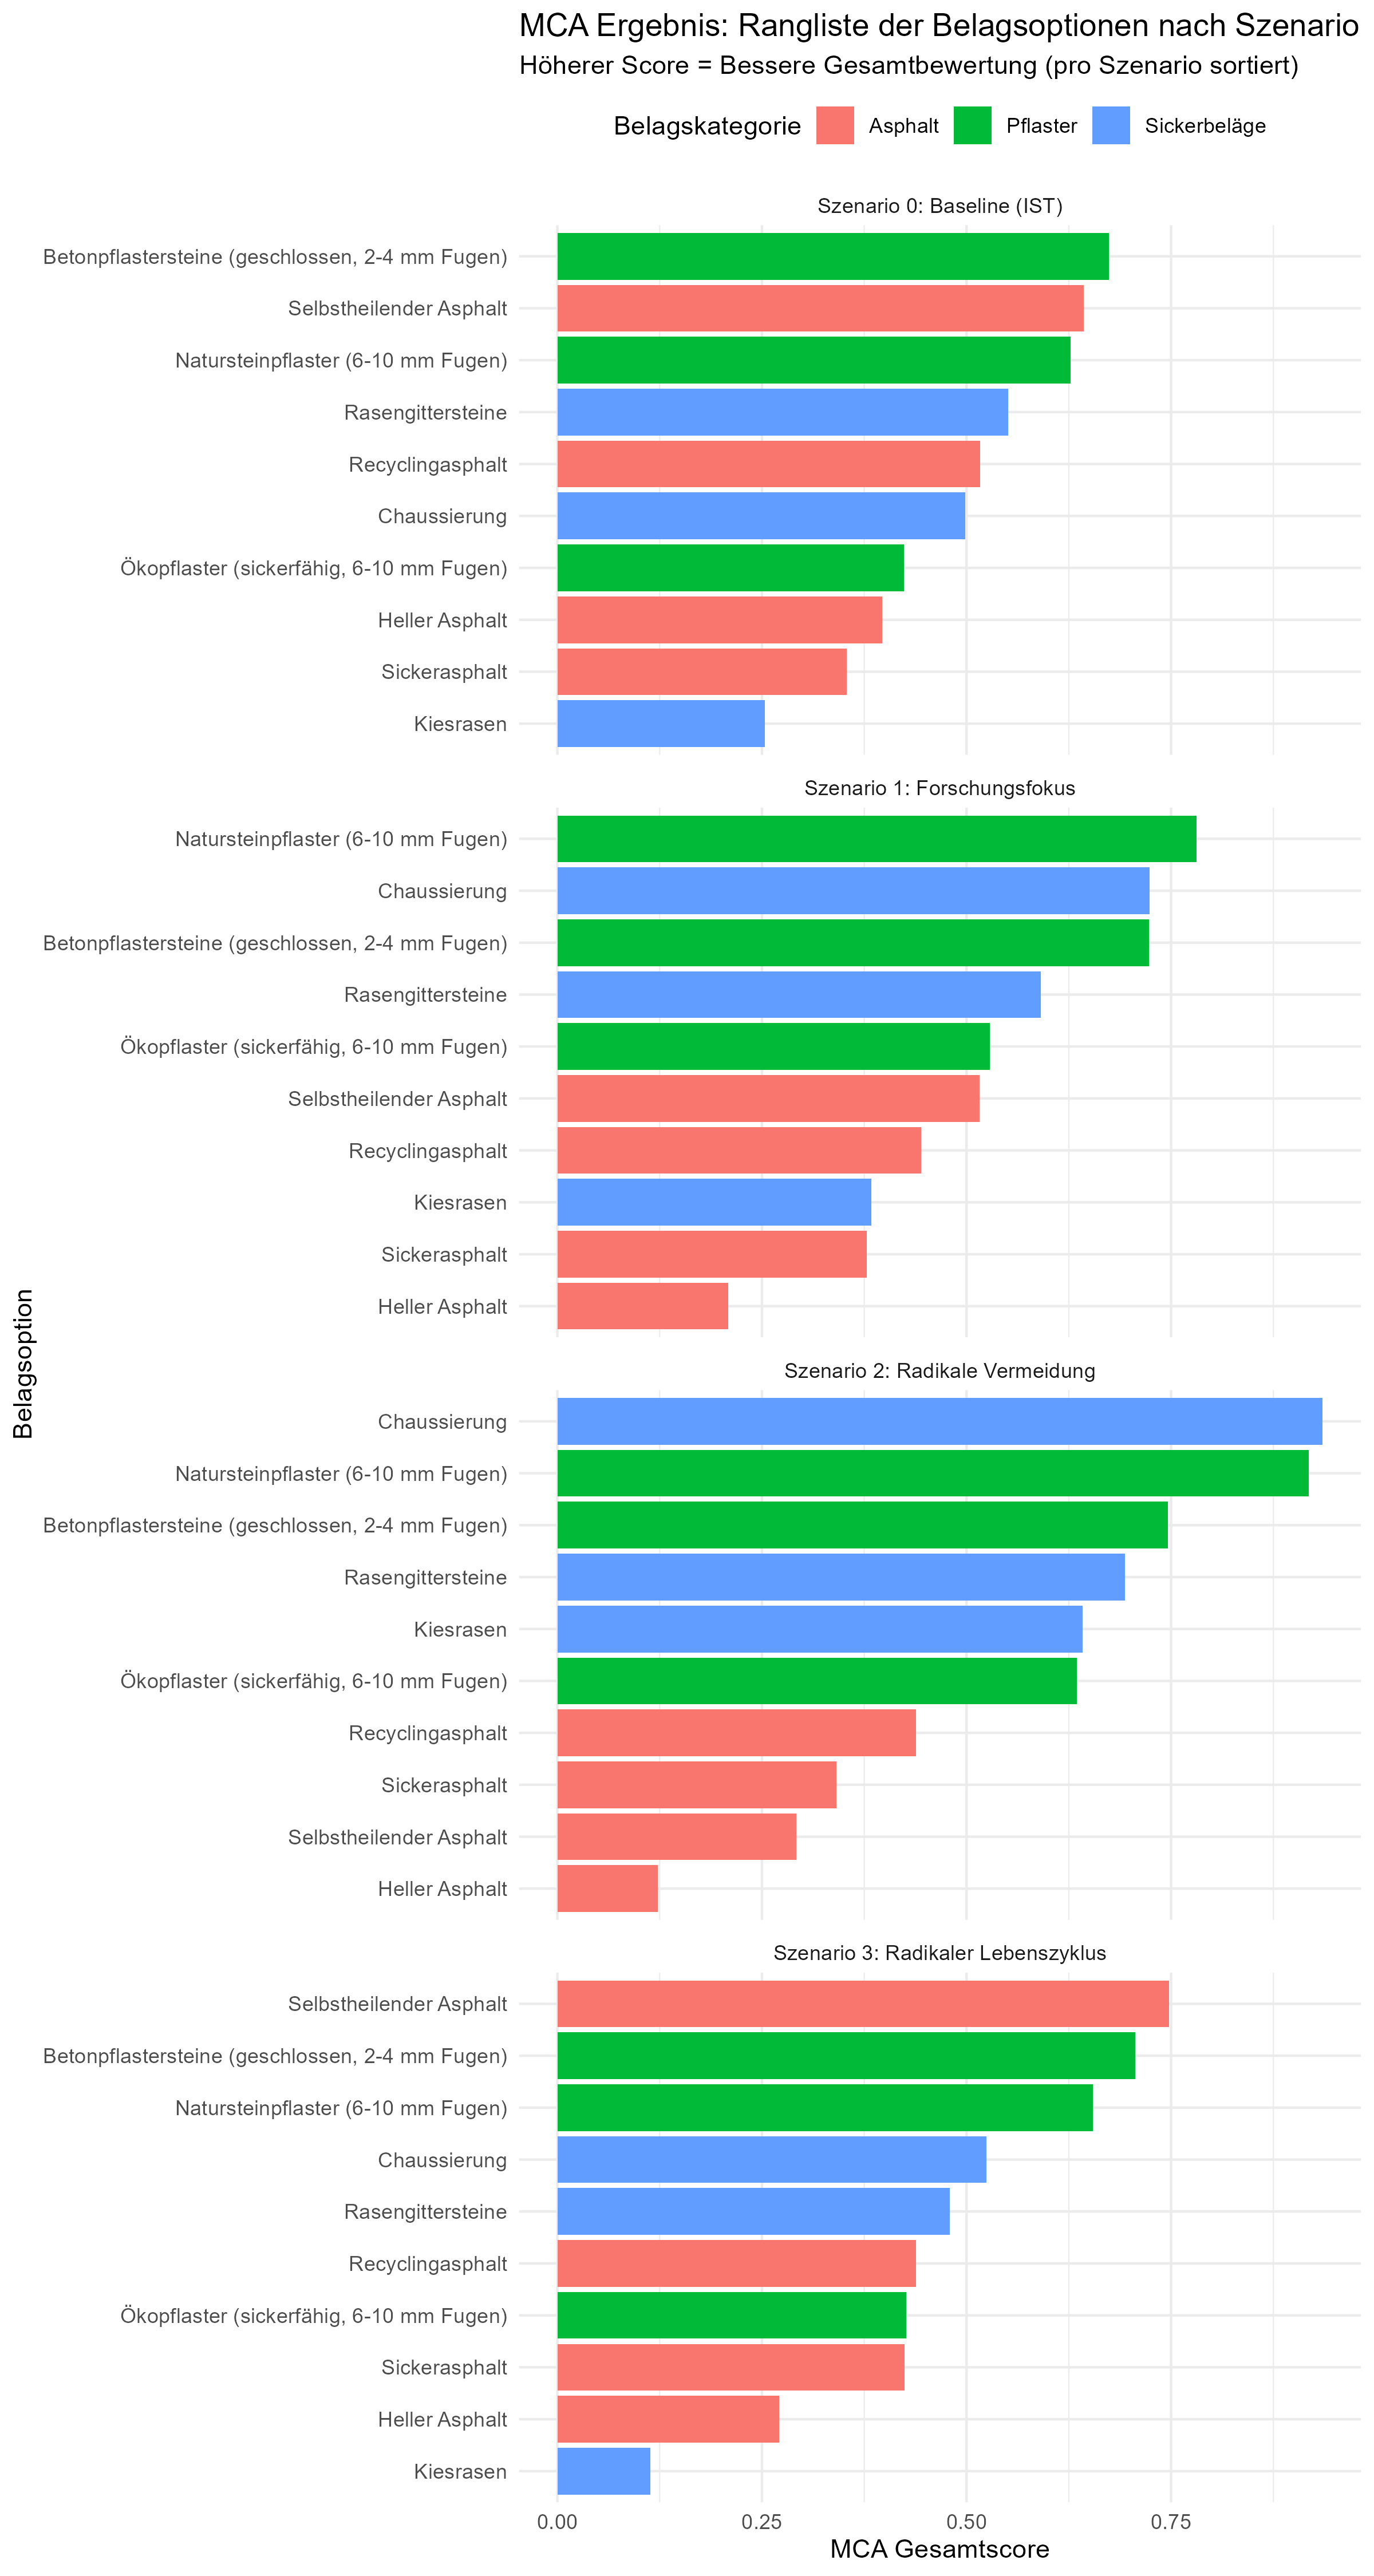 MCA Ergebnis: Rangliste der Belagsoptionen nach Szenario
Höherer Score = Bessere Gesamtbewertung (pro Szenario sortiert)
Belagskategorie Asphalt Pflaster Sickerbeläge
Szenario 0: Baseline (IST)
Betonpflastersteine (geschlossen, 2-4 mm Fugen)
Selbstheilender Asphalt
Natursteinpflaster (6-10 mm Fugen)
Rasengittersteine
Recyclingasphalt
Chaussierung
Ökopflaster (sickerfähig, 6-10 mm Fugen)
Heller Asphalt
Sickerasphalt
Kiesrasen
Szenario 1: Forschungsfokus
Natursteinpflaster (6-10 mm Fugen)
Chaussierung
Betonpflastersteine (geschlossen, 2-4 mm Fugen)
Rasengittersteine
Ökopflaster (sickerfähig, 6-10 mm Fugen)
Selbstheilender Asphalt
Recyclingasphalt
Kiesrasen
Sickerasphalt
Heller Asphalt
Belagsoption
Szenario 2: Radikale Vermeidung
Chaussierung
Natursteinpflaster (6-10 mm Fugen)
Betonpflastersteine (geschlossen, 2-4 mm Fugen)
Rasengittersteine
Kiesrasen
Ökopflaster (sickerfähig, 6-10 mm Fugen)
Recyclingasphalt
Sickerasphalt
Selbstheilender Asphalt
Heller Asphalt
Szenario 3: Radikaler Lebenszyklus
Selbstheilender Asphalt
Betonpflastersteine (geschlossen, 2-4 mm Fugen)
Natursteinpflaster (6-10 mm Fugen)
Chaussierung
Rasengittersteine
Recyclingasphalt
Ökopflaster (sickerfähig, 6-10 mm Fugen)
Sickerasphalt
Heller Asphalt
Kiesrasen
0.00 0.25 0.50 0.75
MCA Gesamtscore